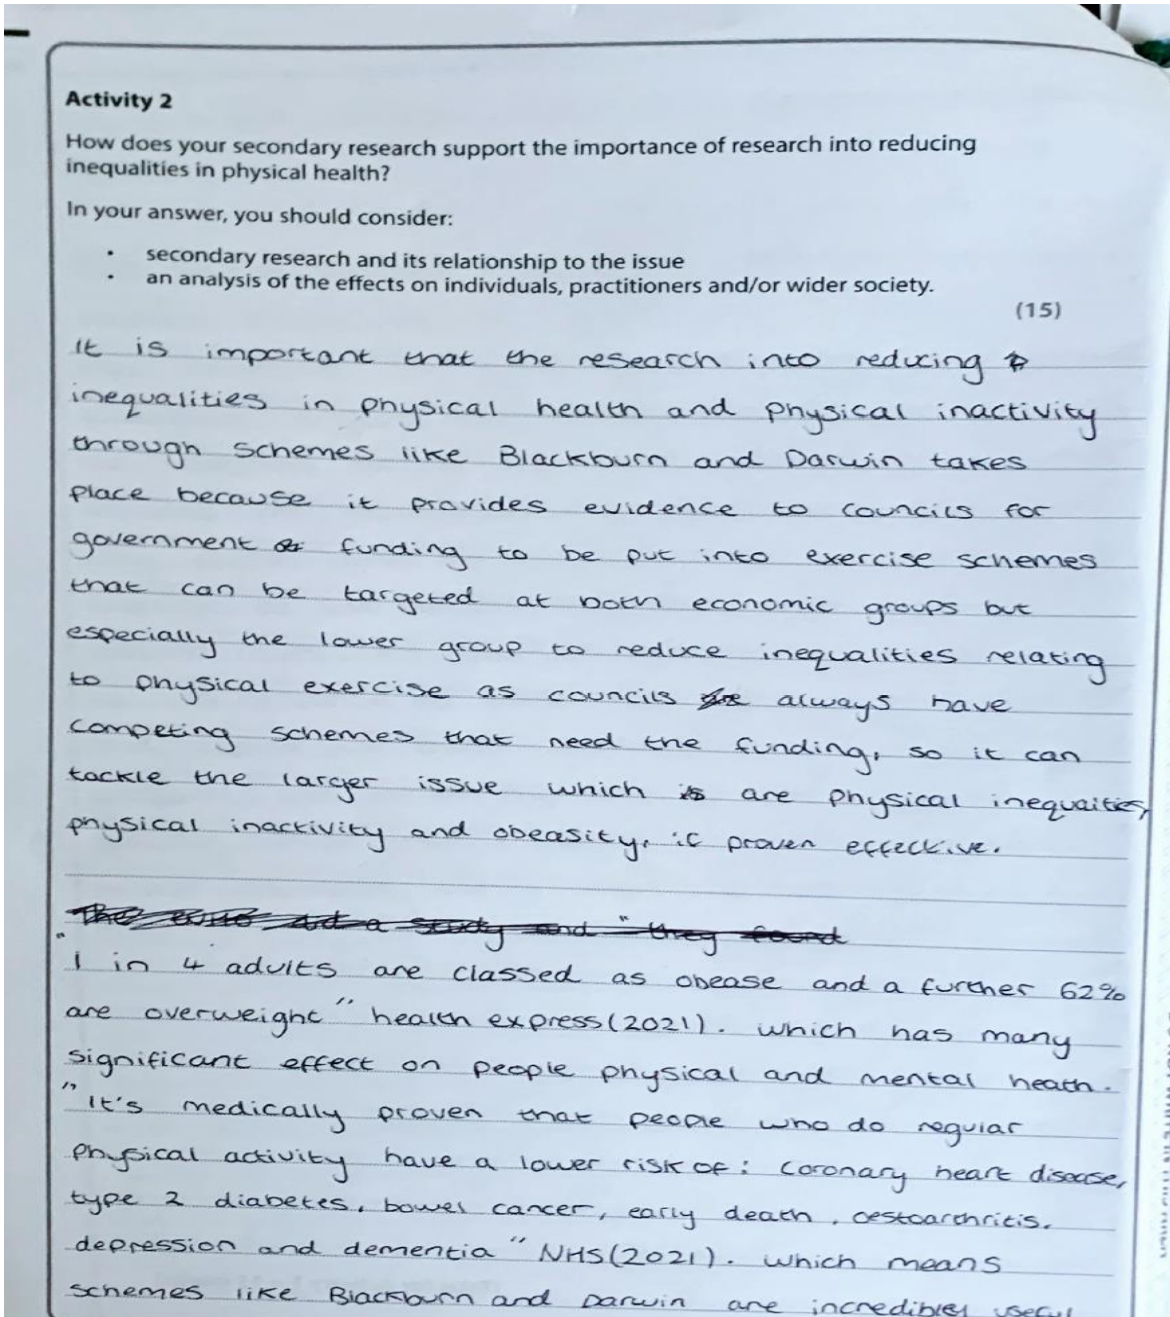 Activity 2
How does your secondary research support the importance of research into reducing
inequalities in physical health?
In your answer, you should consider:
• secondary research and its relationship to the issue
• an analysis of the effects on individuals, practitioners and/or wider society.
(15)
It is important that the research into reducing
inequalities in physical health and physical inactivity
through schemes like Blackburn and Darwin takes
place because it provides evidence to councils for
government funding to be put into exercise schemes
that can be targeted at both economic groups but
especially the lower group to reduce inequalities relating
to physical exercise as councils always have
competing schemes that need the funding, so it can
tackle the larger issue which are physical inequaities,
physical inactivity and obeasity, if proven effective.
a study and "they found
"1 in 4 adults are classed as obease and a further 62%
are overweight" health express (2021). which has many
significant effect on people physical and mental heath.
"It's medically proven that people who do regular
physical activity have a lower risk of: coronary heart disease,
type 2 diabetes, bowel cancer, early death, oestoarthritis.
depression and dementia" NHS (2021). which means
schemes like Blackburn and Darwin are incredibley useful